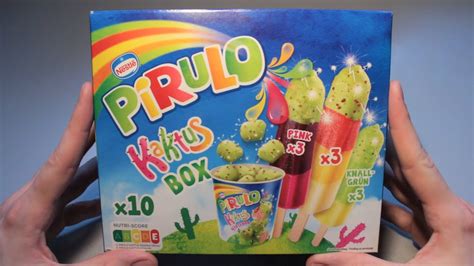 Nestlé
PiRULO
Kaktus
BOX
x10
PINK
x3
x3
KNALL-
GRÜN
x3
PiRULO
Kaktus
NUTRI-SCORE
A B C D E